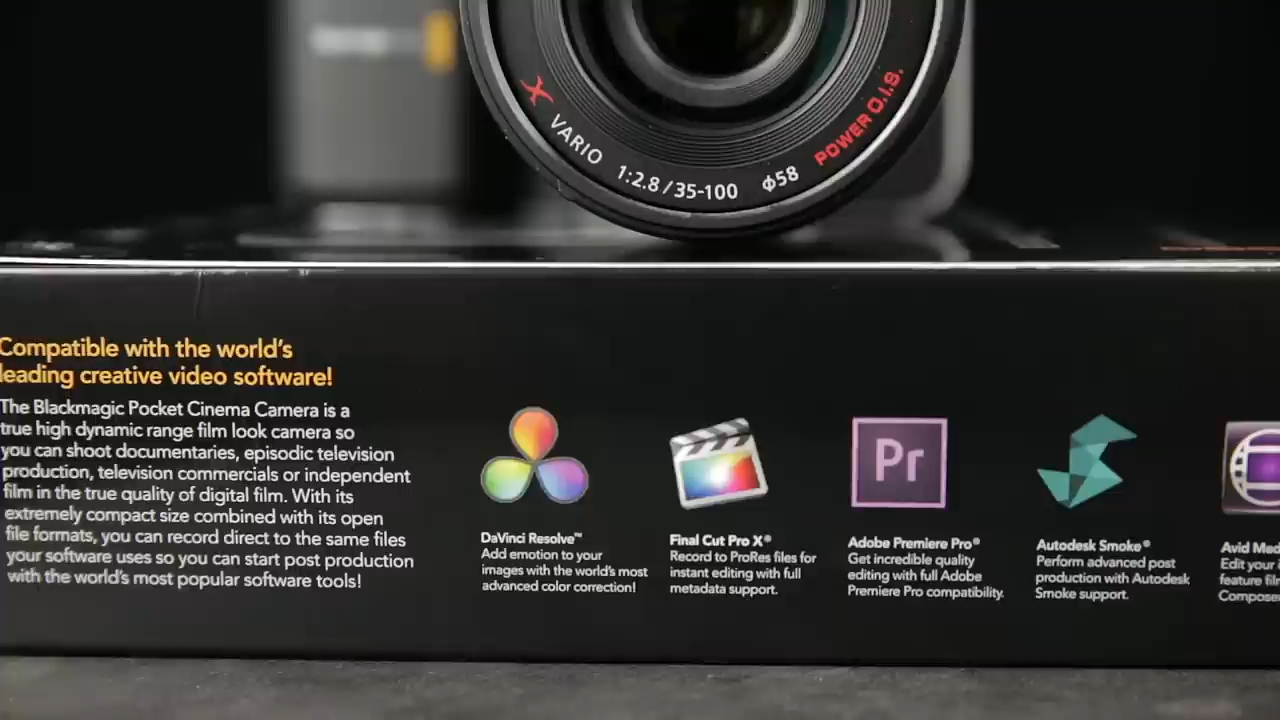 X VARIO 1:2.8/35-100 ϕ58 POWER O.I.S.
Compatible with the world's
leading creative video software!
The Blackmagic Pocket Cinema Camera is a
true high dynamic range film look camera so
you can shoot documentaries, episodic television
production, television commercials or independent
film in the true quality of digital film. With its
extremely compact size combined with its open
file formats, you can record direct to the same files
your software uses so you can start post production
with the world's most popular software tools!
DaVinci Resolve™
Add emotion to your
images with the world's most
advanced color correction!
Final Cut Pro X®
Record to ProRes files for
instant editing with full
metadata support.
Pr
Adobe Premiere Pro®
Get incredible quality
editing with full Adobe
Premiere Pro compatibility.
Autodesk Smoke®
Perform advanced post
production with Autodesk
Smoke support.
Avid
Edit your
feature